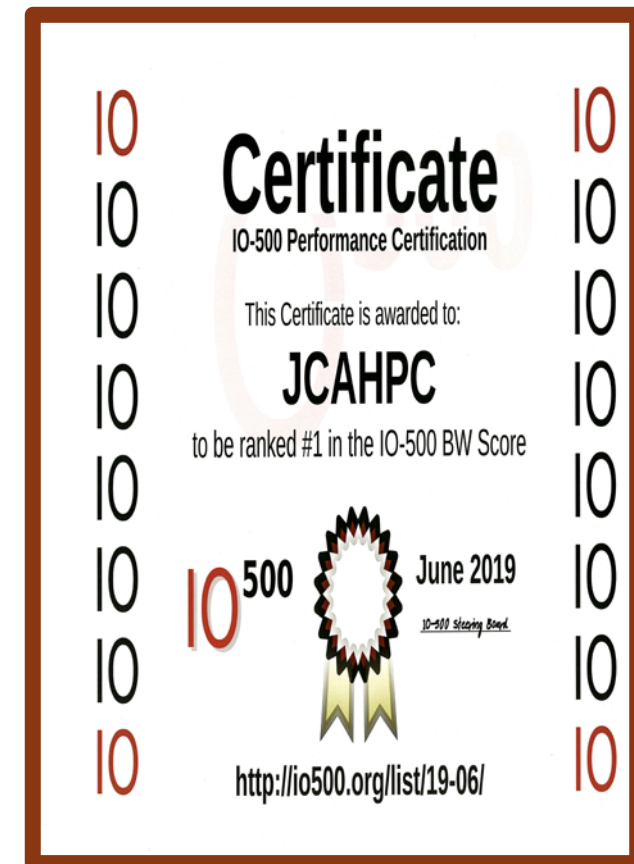 IO
IO
IO
IO
IO
IO
IO
IO
Certificate
IO-500 Performance Certification
This Certificate is awarded to:
JCAHPC
to be ranked #1 in the IO-500 BW Score
IO500
June 2019
IO-500 Steering Board
http://io500.org/list/19-06/
IO
IO
IO
IO
IO
IO
IO
IO